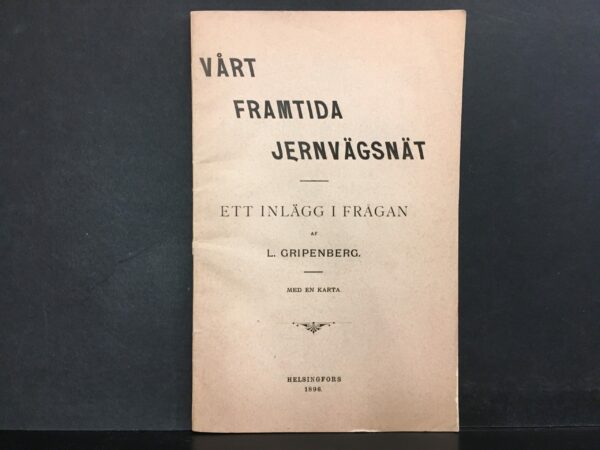 VÅRT
FRAMTIDA
JERNVÄGSNÄT
ETT INLÄGG I FRÅGAN
AF
L. GRIPENBERG.
MED EN KARTA
HELSINGFORS
1896.